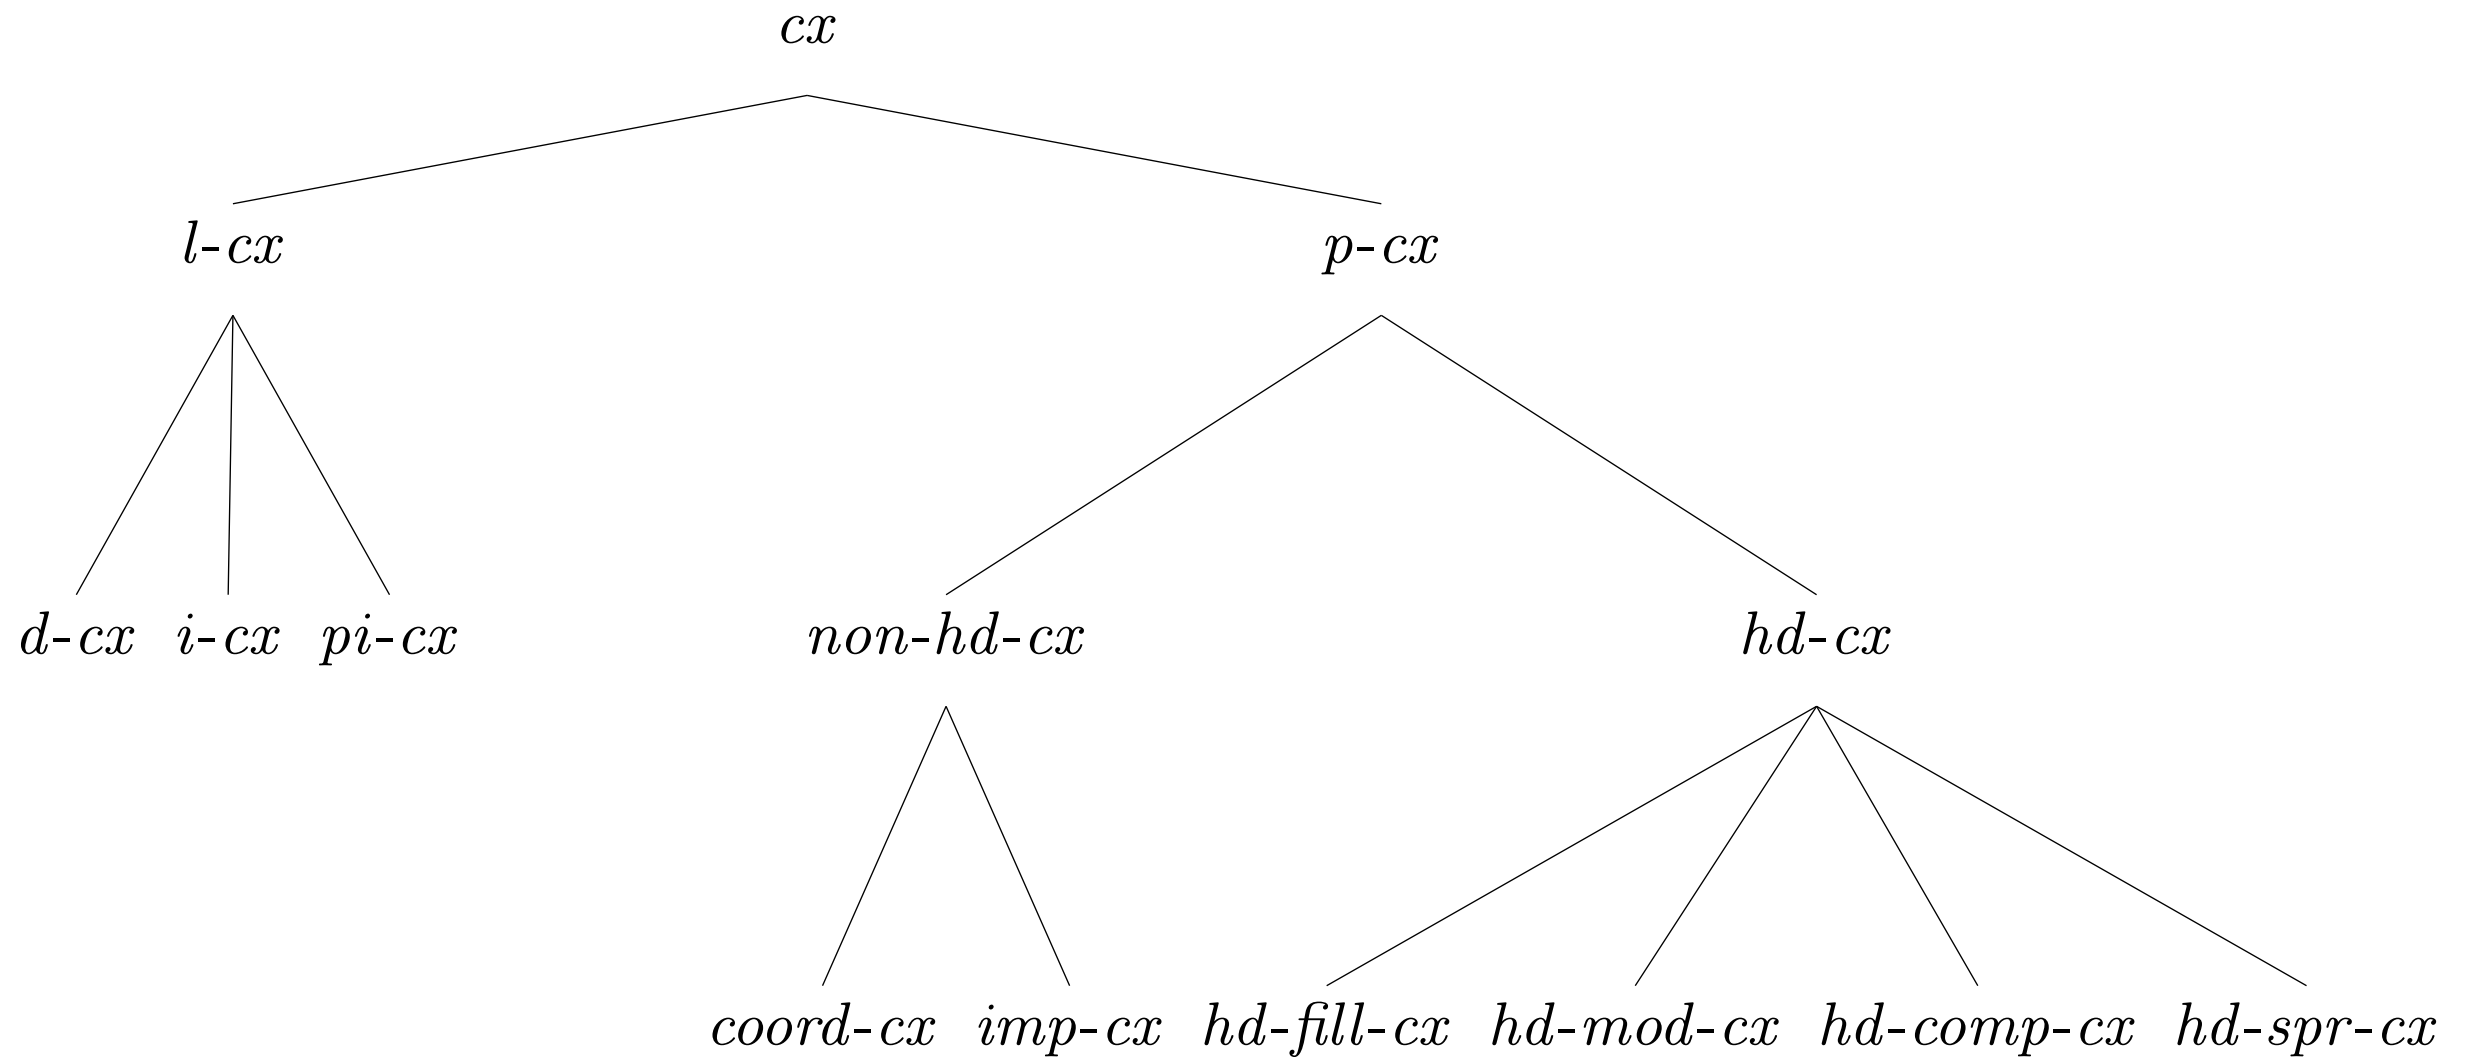 cx
l-cx p-cx
d-cx i-cx pi-cx non-hd-cx hd-cx
coord-cx imp-cx hd-fill-cx hd-mod-cx hd-comp-cx hd-spr-cx